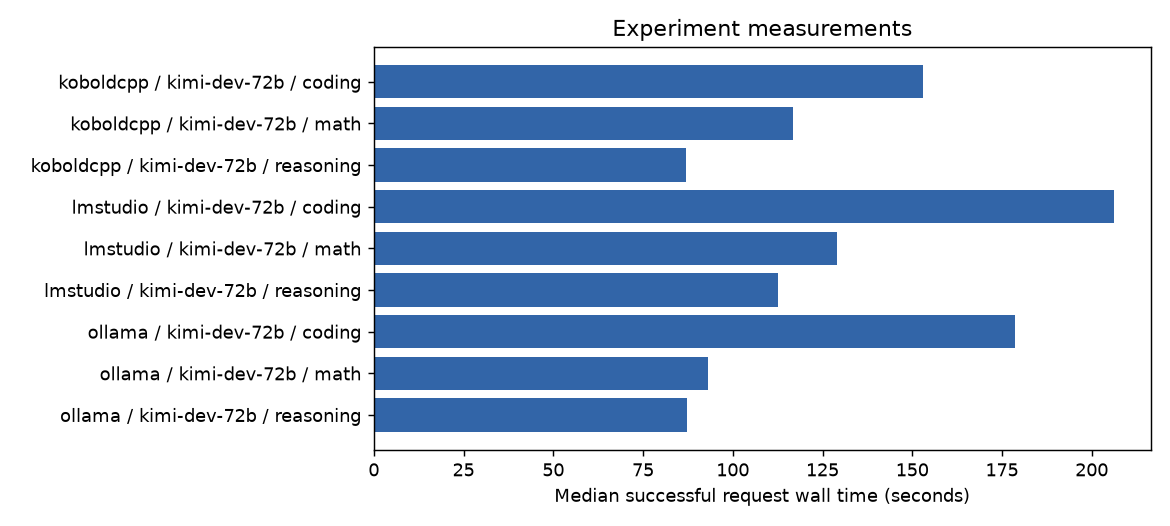 Experiment measurements
koboldcpp / kimi-dev-72b / coding
koboldcpp / kimi-dev-72b / math
koboldcpp / kimi-dev-72b / reasoning
lmstudio / kimi-dev-72b / coding
lmstudio / kimi-dev-72b / math
lmstudio / kimi-dev-72b / reasoning
ollama / kimi-dev-72b / coding
ollama / kimi-dev-72b / math
ollama / kimi-dev-72b / reasoning
0 25 50 75 100 125 150 175 200
Median successful request wall time (seconds)